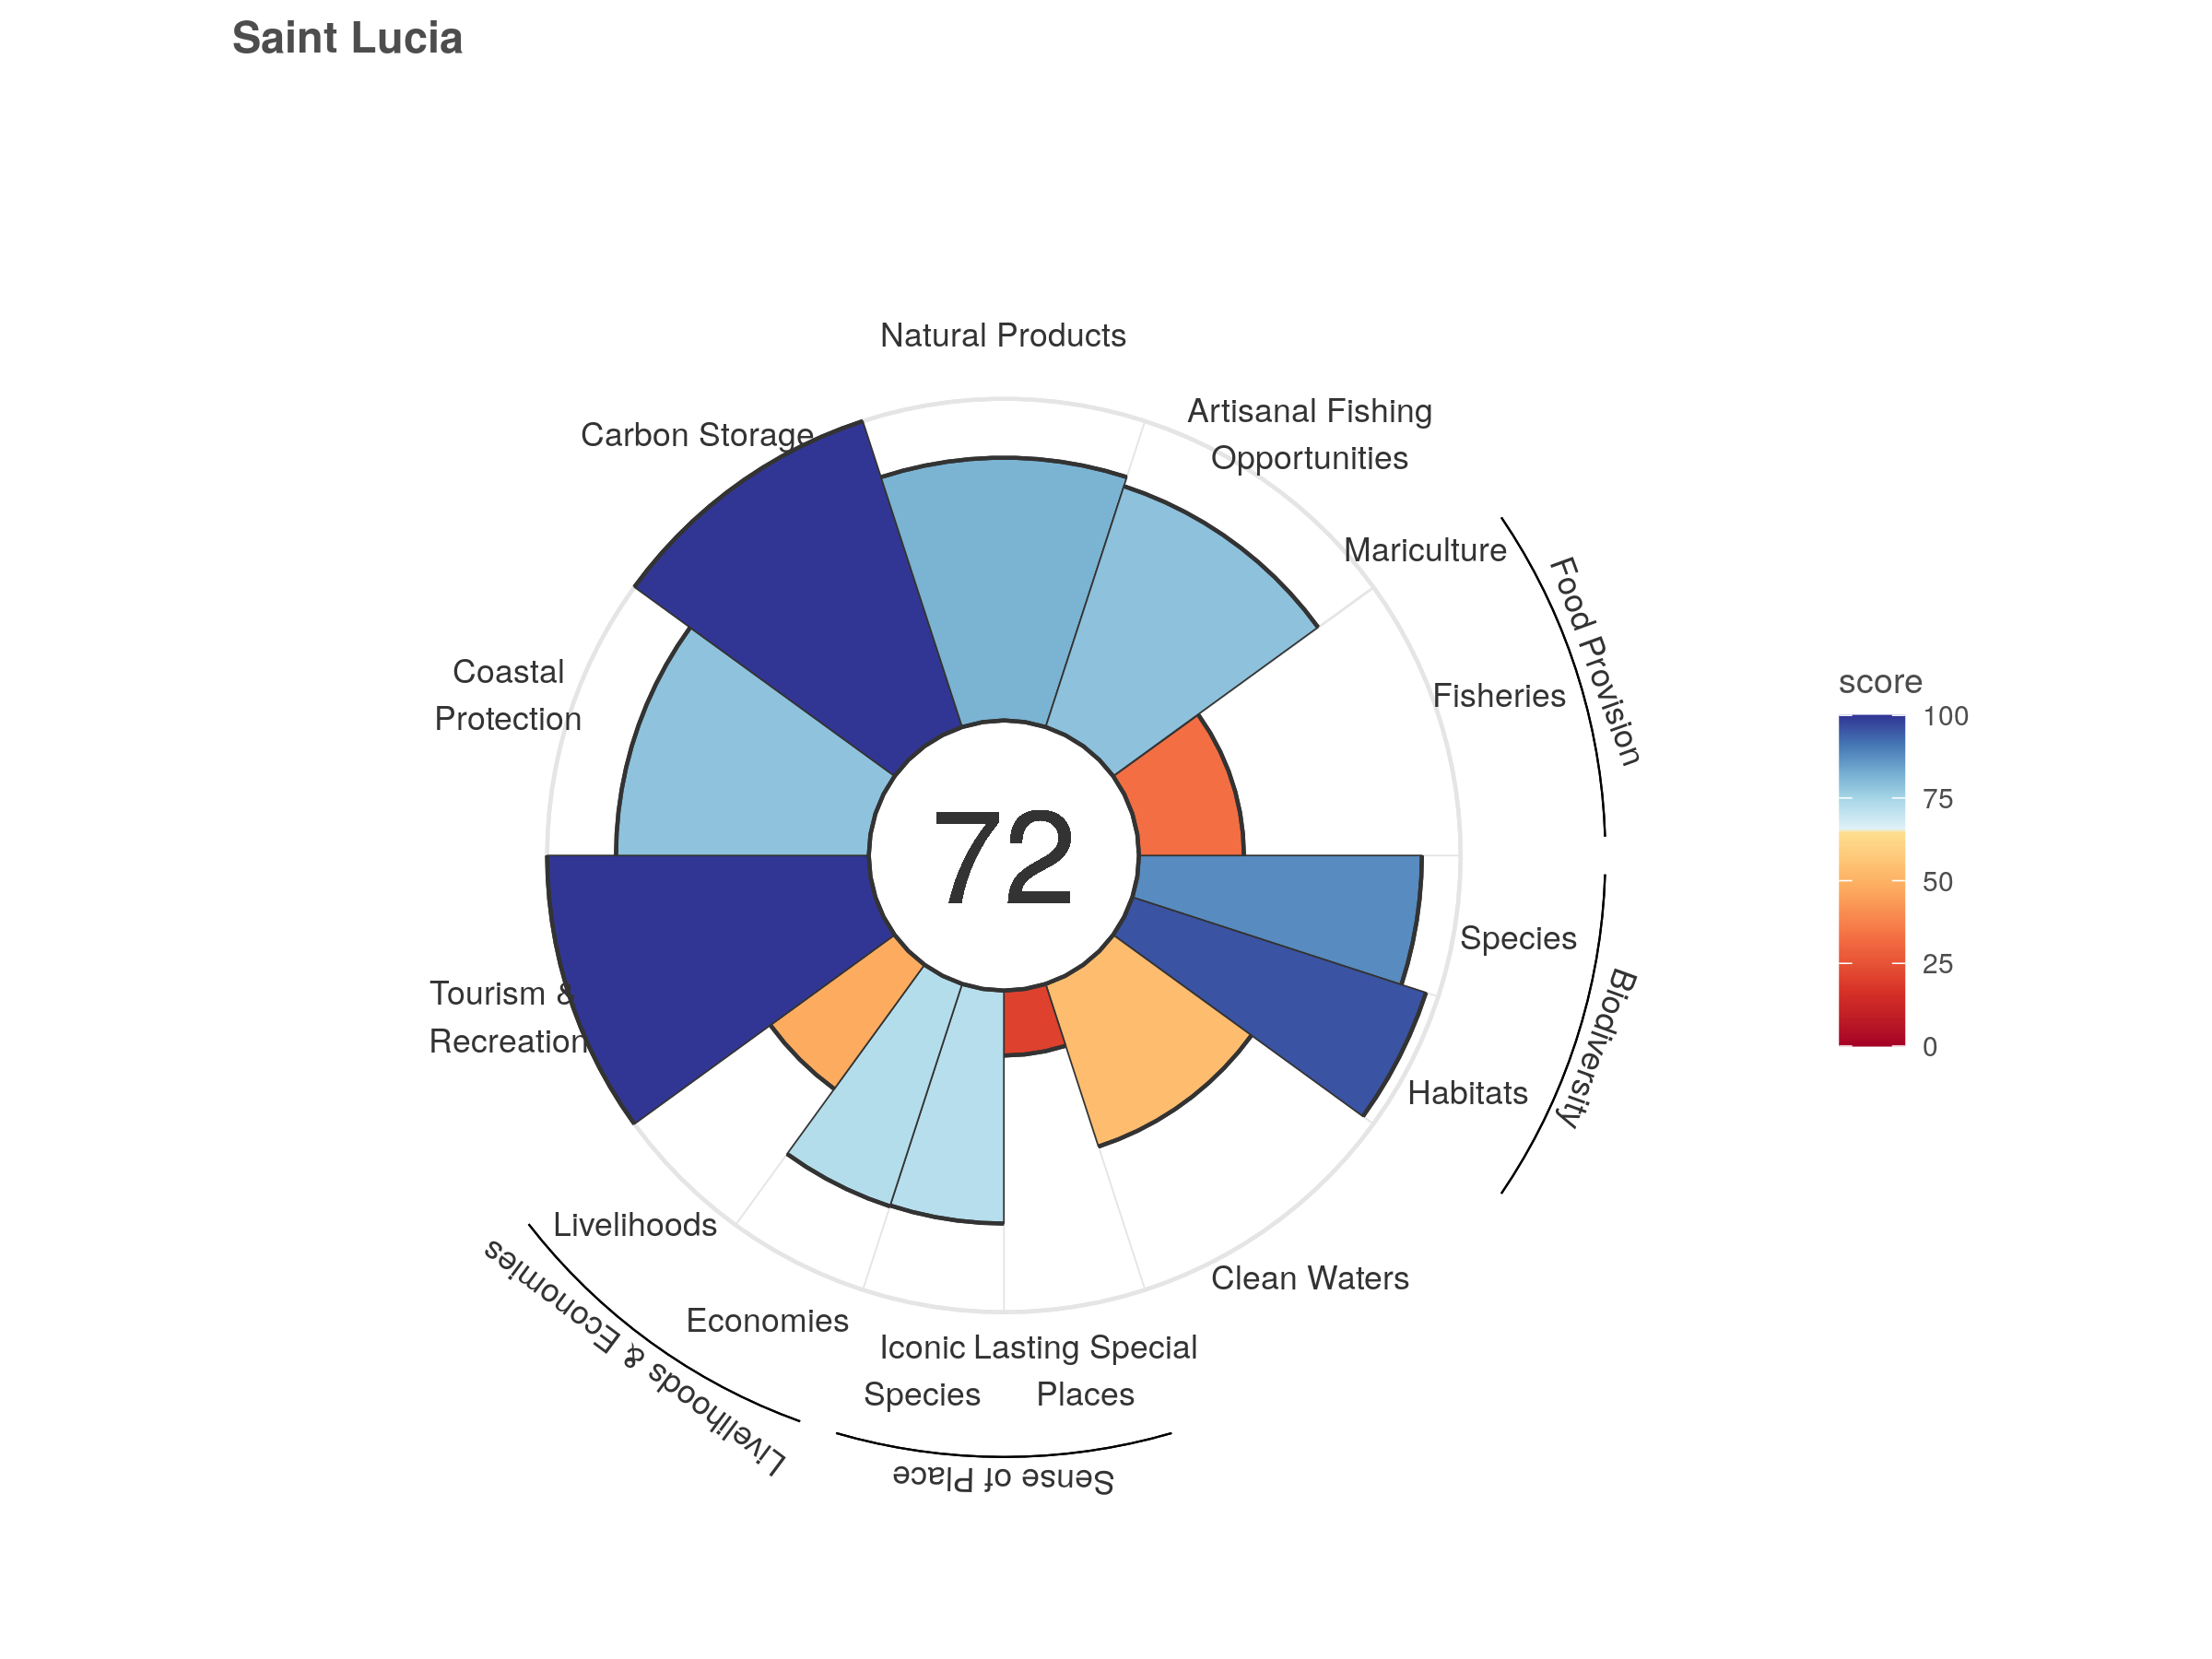 Saint Lucia
Natural Products
Artisanal Fishing
Opportunities
Carbon Storage
Mariculture
Food Provision
Fisheries
Coastal
Protection
72
Species
Biodiversity
Habitats
Tourism &
Recreation
Livelihoods
Livelihoods & Economies
Economies
Clean Waters
Iconic
Species
Lasting Special
Places
Sense of Place
score
100
75
50
25
0